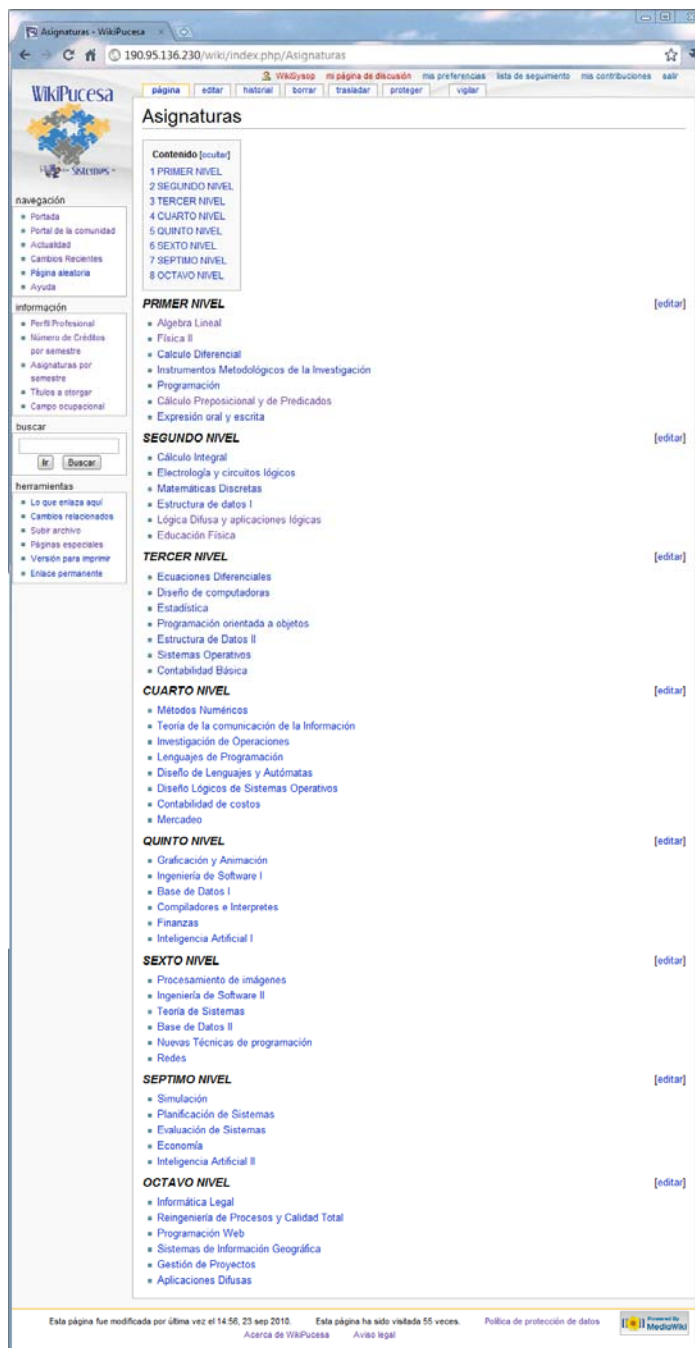 Asignaturas - WikiPucesa
190.95.136.230/wiki/index.php/Asignaturas
WikiSysop mi página de discusión mis preferencias lista de seguimiento mis contribuciones salir
WikiPucesa
página editar historial borrar trasladar proteger vigilar
Asignaturas
Sistemas
Contenido [ocultar]
1 PRIMER NIVEL
2 SEGUNDO NIVEL
3 TERCER NIVEL
4 CUARTO NIVEL
5 QUINTO NIVEL
6 SEXTO NIVEL
7 SEPTIMO NIVEL
8 OCTAVO NIVEL
navegación
Portada
Portal de la comunidad
Actualidad
Cambios Recientes
Página aleatoria
Ayuda
información
Perfil Profesional
Número de Créditos
por semestre
Asignaturas por
semestre
Títulos a otorgar
Campo ocupacional
buscar
Ir Buscar
herramientas
Lo que enlaza aquí
Cambios relacionados
Subir archivo
Páginas especiales
Versión para imprimir
Enlace permanente
PRIMER NIVEL [editar]
Algebra Lineal
Física II
Calculo Diferencial
Instrumentos Metodológicos de la Investigación
Programación
Cálculo Preposicional y de Predicados
Expresión oral y escrita
SEGUNDO NIVEL [editar]
Cálculo Integral
Electrología y circuitos lógicos
Matemáticas Discretas
Estructura de datos I
Lógica Difusa y aplicaciones lógicas
Educación Física
TERCER NIVEL [editar]
Ecuaciones Diferenciales
Diseño de computadoras
Estadística
Programación orientada a objetos
Estructura de Datos II
Sistemas Operativos
Contabilidad Básica
CUARTO NIVEL [editar]
Métodos Numéricos
Teoría de la comunicación de la Información
Investigación de Operaciones
Lenguajes de Programación
Diseño de Lenguajes y Autómatas
Diseño Lógicos de Sistemas Operativos
Contabilidad de costos
Mercadeo
QUINTO NIVEL [editar]
Graficación y Animación
Ingeniería de Software I
Base de Datos I
Compiladores e Interpretes
Finanzas
Inteligencia Artificial I
SEXTO NIVEL [editar]
Procesamiento de imágenes
Ingeniería de Software II
Teoría de Sistemas
Base de Datos II
Nuevas Técnicas de programación
Redes
SEPTIMO NIVEL [editar]
Simulación
Planificación de Sistemas
Evaluación de Sistemas
Economía
Inteligencia Artificial II
OCTAVO NIVEL [editar]
Informática Legal
Reingeniería de Procesos y Calidad Total
Programación Web
Sistemas de Información Geográfica
Gestión de Proyectos
Aplicaciones Difusas
Esta página fue modificada por última vez el 14:56, 23 sep 2010. Esta página ha sido visitada 55 veces. Política de protección de datos
Acerca de WikiPucesa Aviso legal
Powered By
MediaWiki